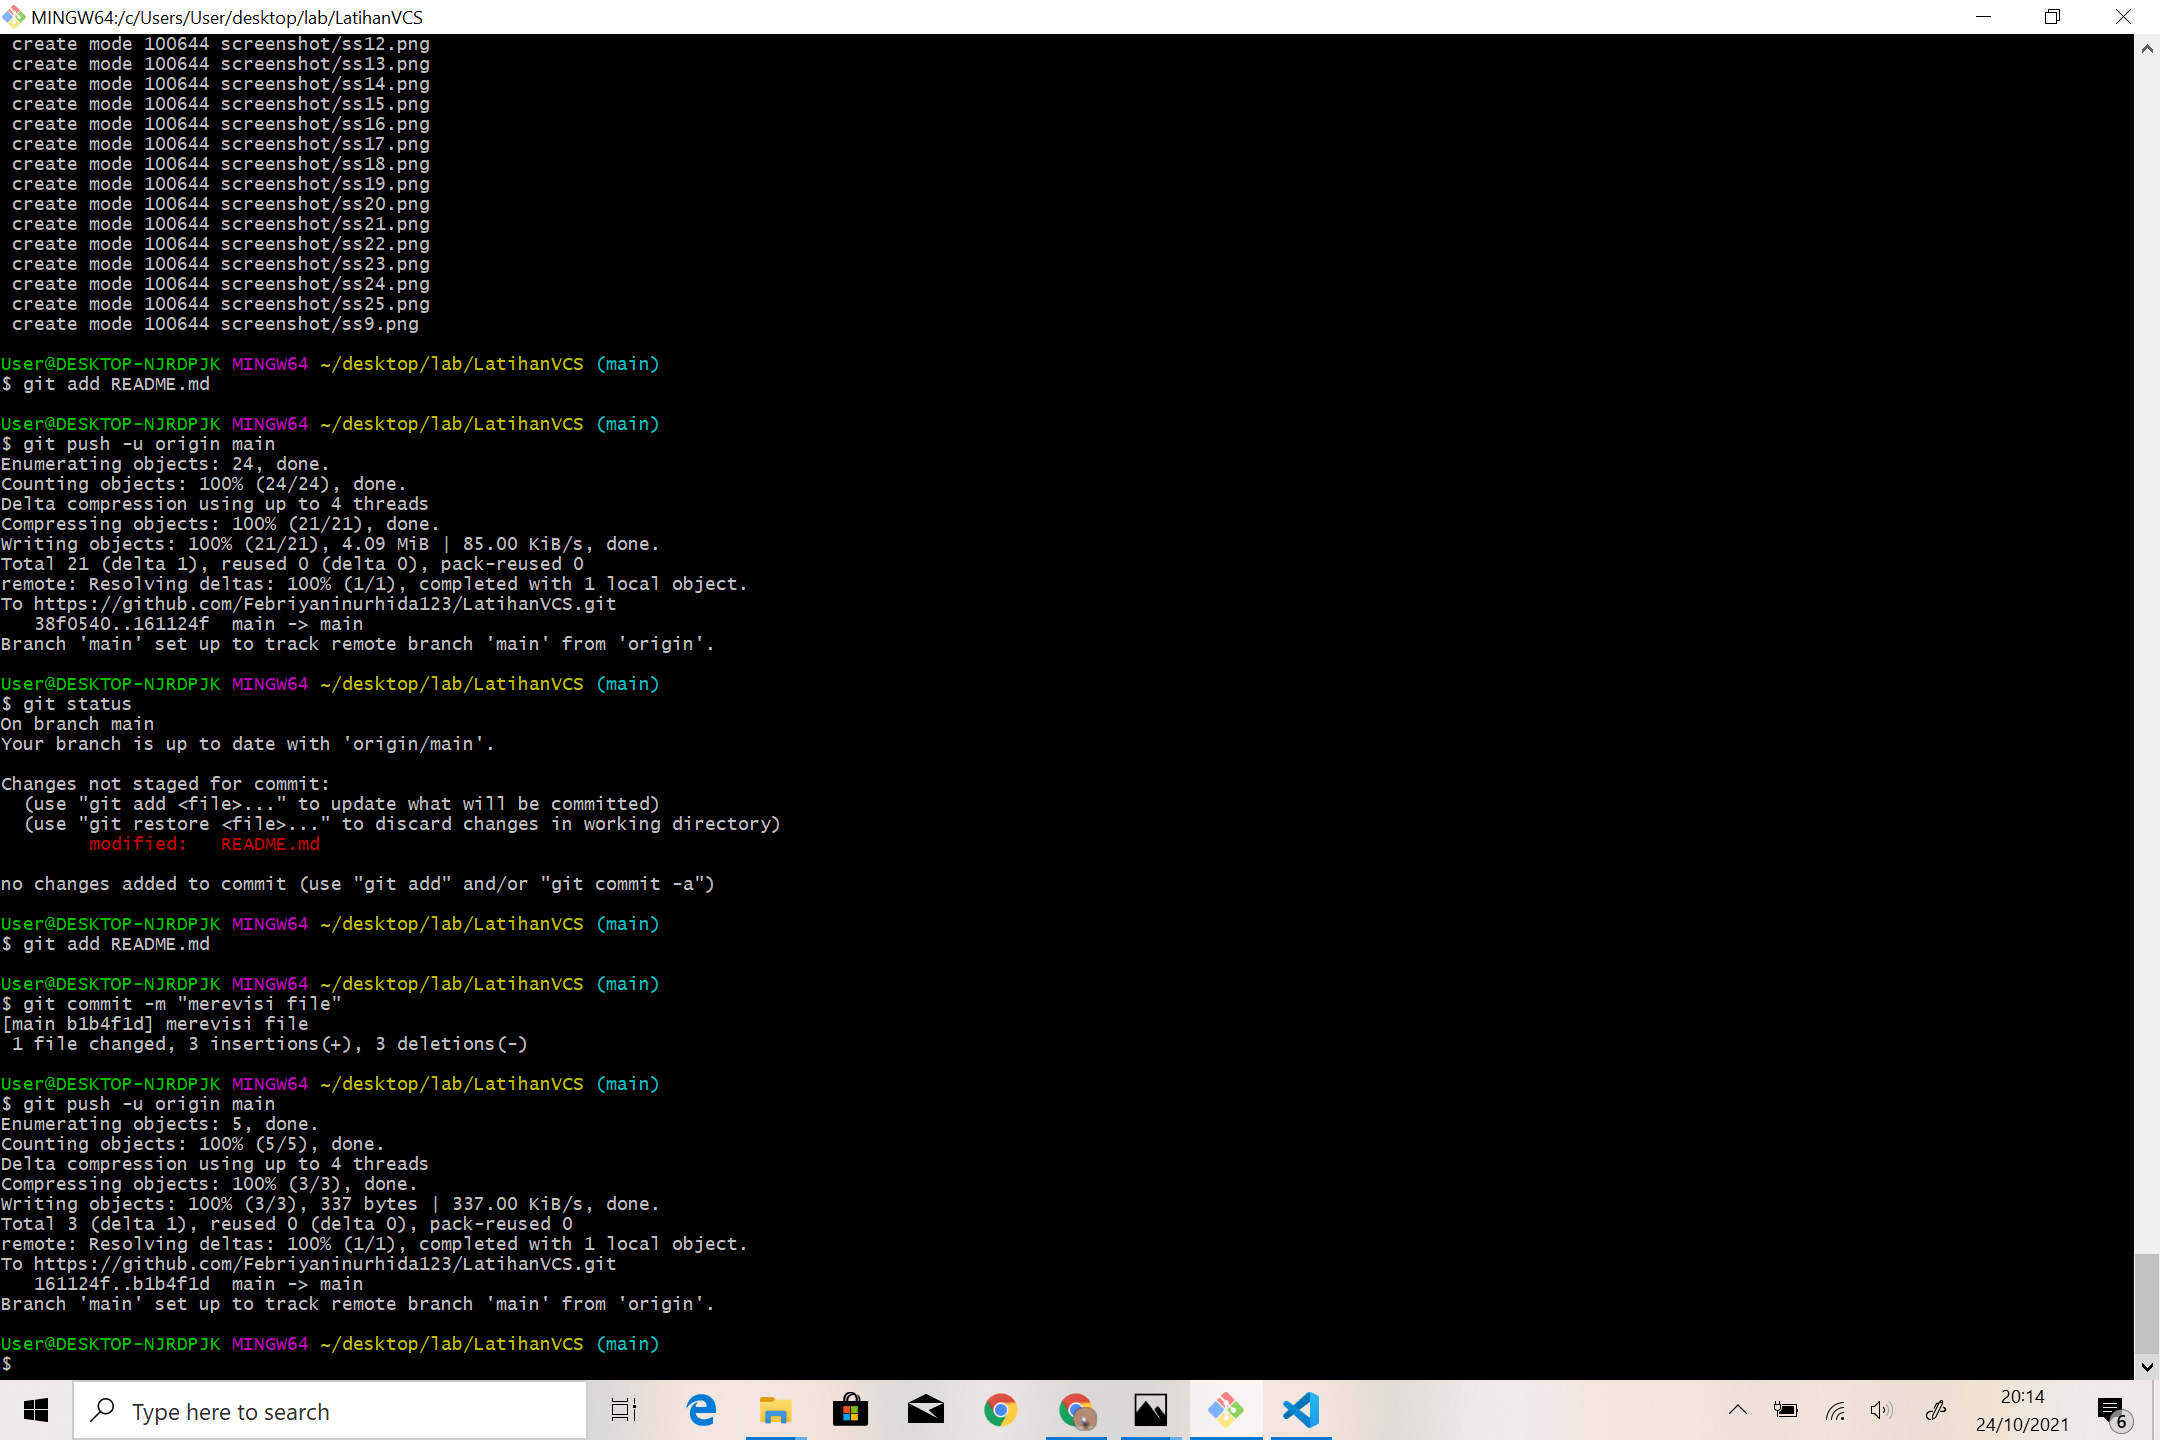 MINGW64:/c/Users/User/desktop/lab/LatihanVCS
create mode 100644 screenshot/ss12.png
create mode 100644 screenshot/ss13.png
create mode 100644 screenshot/ss14.png
create mode 100644 screenshot/ss15.png
create mode 100644 screenshot/ss16.png
create mode 100644 screenshot/ss17.png
create mode 100644 screenshot/ss18.png
create mode 100644 screenshot/ss19.png
create mode 100644 screenshot/ss20.png
create mode 100644 screenshot/ss21.png
create mode 100644 screenshot/ss22.png
create mode 100644 screenshot/ss23.png
create mode 100644 screenshot/ss24.png
create mode 100644 screenshot/ss25.png
create mode 100644 screenshot/ss9.png
User@DESKTOP-NJRDPJK MINGW64 ~/desktop/lab/LatihanVCS (main)
$ git add README.md
User@DESKTOP-NJRDPJK MINGW64 ~/desktop/lab/LatihanVCS (main)
$ git push -u origin main
Enumerating objects: 24, done.
Counting objects: 100% (24/24), done.
Delta compression using up to 4 threads
Compressing objects: 100% (21/21), done.
Writing objects: 100% (21/21), 4.09 MiB | 85.00 KiB/s, done.
Total 21 (delta 1), reused 0 (delta 0), pack-reused 0
remote: Resolving deltas: 100% (1/1), completed with 1 local object.
To https://github.com/Febriyaninurhida123/LatihanVCS.git
38f0540..161124f  main -> main
Branch 'main' set up to track remote branch 'main' from 'origin'.
User@DESKTOP-NJRDPJK MINGW64 ~/desktop/lab/LatihanVCS (main)
$ git status
On branch main
Your branch is up to date with 'origin/main'.
Changes not staged for commit:
(use "git add <file>..." to update what will be committed)
(use "git restore <file>..." to discard changes in working directory)
modified:   README.md
no changes added to commit (use "git add" and/or "git commit -a")
User@DESKTOP-NJRDPJK MINGW64 ~/desktop/lab/LatihanVCS (main)
$ git add README.md
User@DESKTOP-NJRDPJK MINGW64 ~/desktop/lab/LatihanVCS (main)
$ git commit -m "merevisi file"
[main b1b4f1d] merevisi file
1 file changed, 3 insertions(+), 3 deletions(-)
User@DESKTOP-NJRDPJK MINGW64 ~/desktop/lab/LatihanVCS (main)
$ git push -u origin main
Enumerating objects: 5, done.
Counting objects: 100% (5/5), done.
Delta compression using up to 4 threads
Compressing objects: 100% (3/3), done.
Writing objects: 100% (3/3), 337 bytes | 337.00 KiB/s, done.
Total 3 (delta 1), reused 0 (delta 0), pack-reused 0
remote: Resolving deltas: 100% (1/1), completed with 1 local object.
To https://github.com/Febriyaninurhida123/LatihanVCS.git
161124f..b1b4f1d  main -> main
Branch 'main' set up to track remote branch 'main' from 'origin'.
User@DESKTOP-NJRDPJK MINGW64 ~/desktop/lab/LatihanVCS (main)
$
Type here to search
20:14
24/10/2021
6